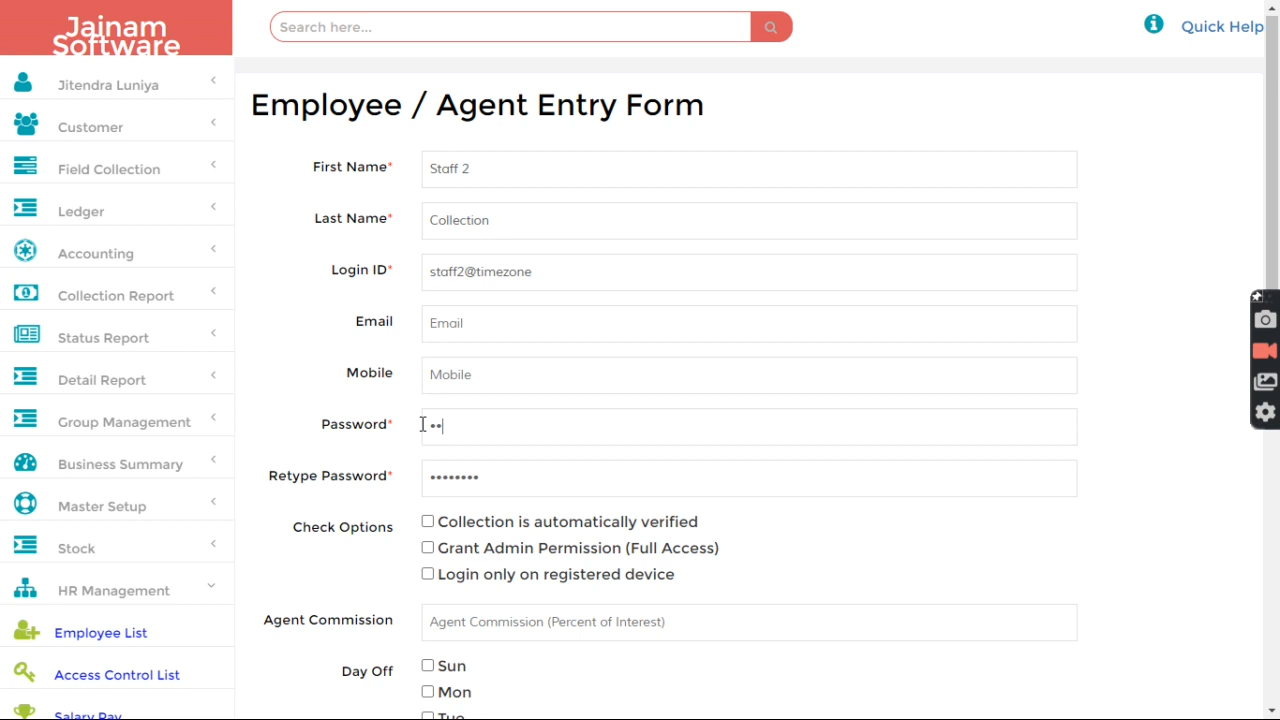 Jainam
Software
Search here...
Quick Help
Jitendra Luniya
Customer
Field Collection
Ledger
Accounting
Collection Report
Status Report
Detail Report
Group Management
Business Summary
Master Setup
Stock
HR Management
Employee List
Access Control List
Salary Pay
Employee / Agent Entry Form
First Name* Staff 2
Last Name* Collection
Login ID* staff2@timezone
Email Email
Mobile Mobile
Password* ••
Retype Password* ••••••••
Check Options Collection is automatically verified
Grant Admin Permission (Full Access)
Login only on registered device
Agent Commission Agent Commission (Percent of Interest)
Day Off Sun
Mon
Tue